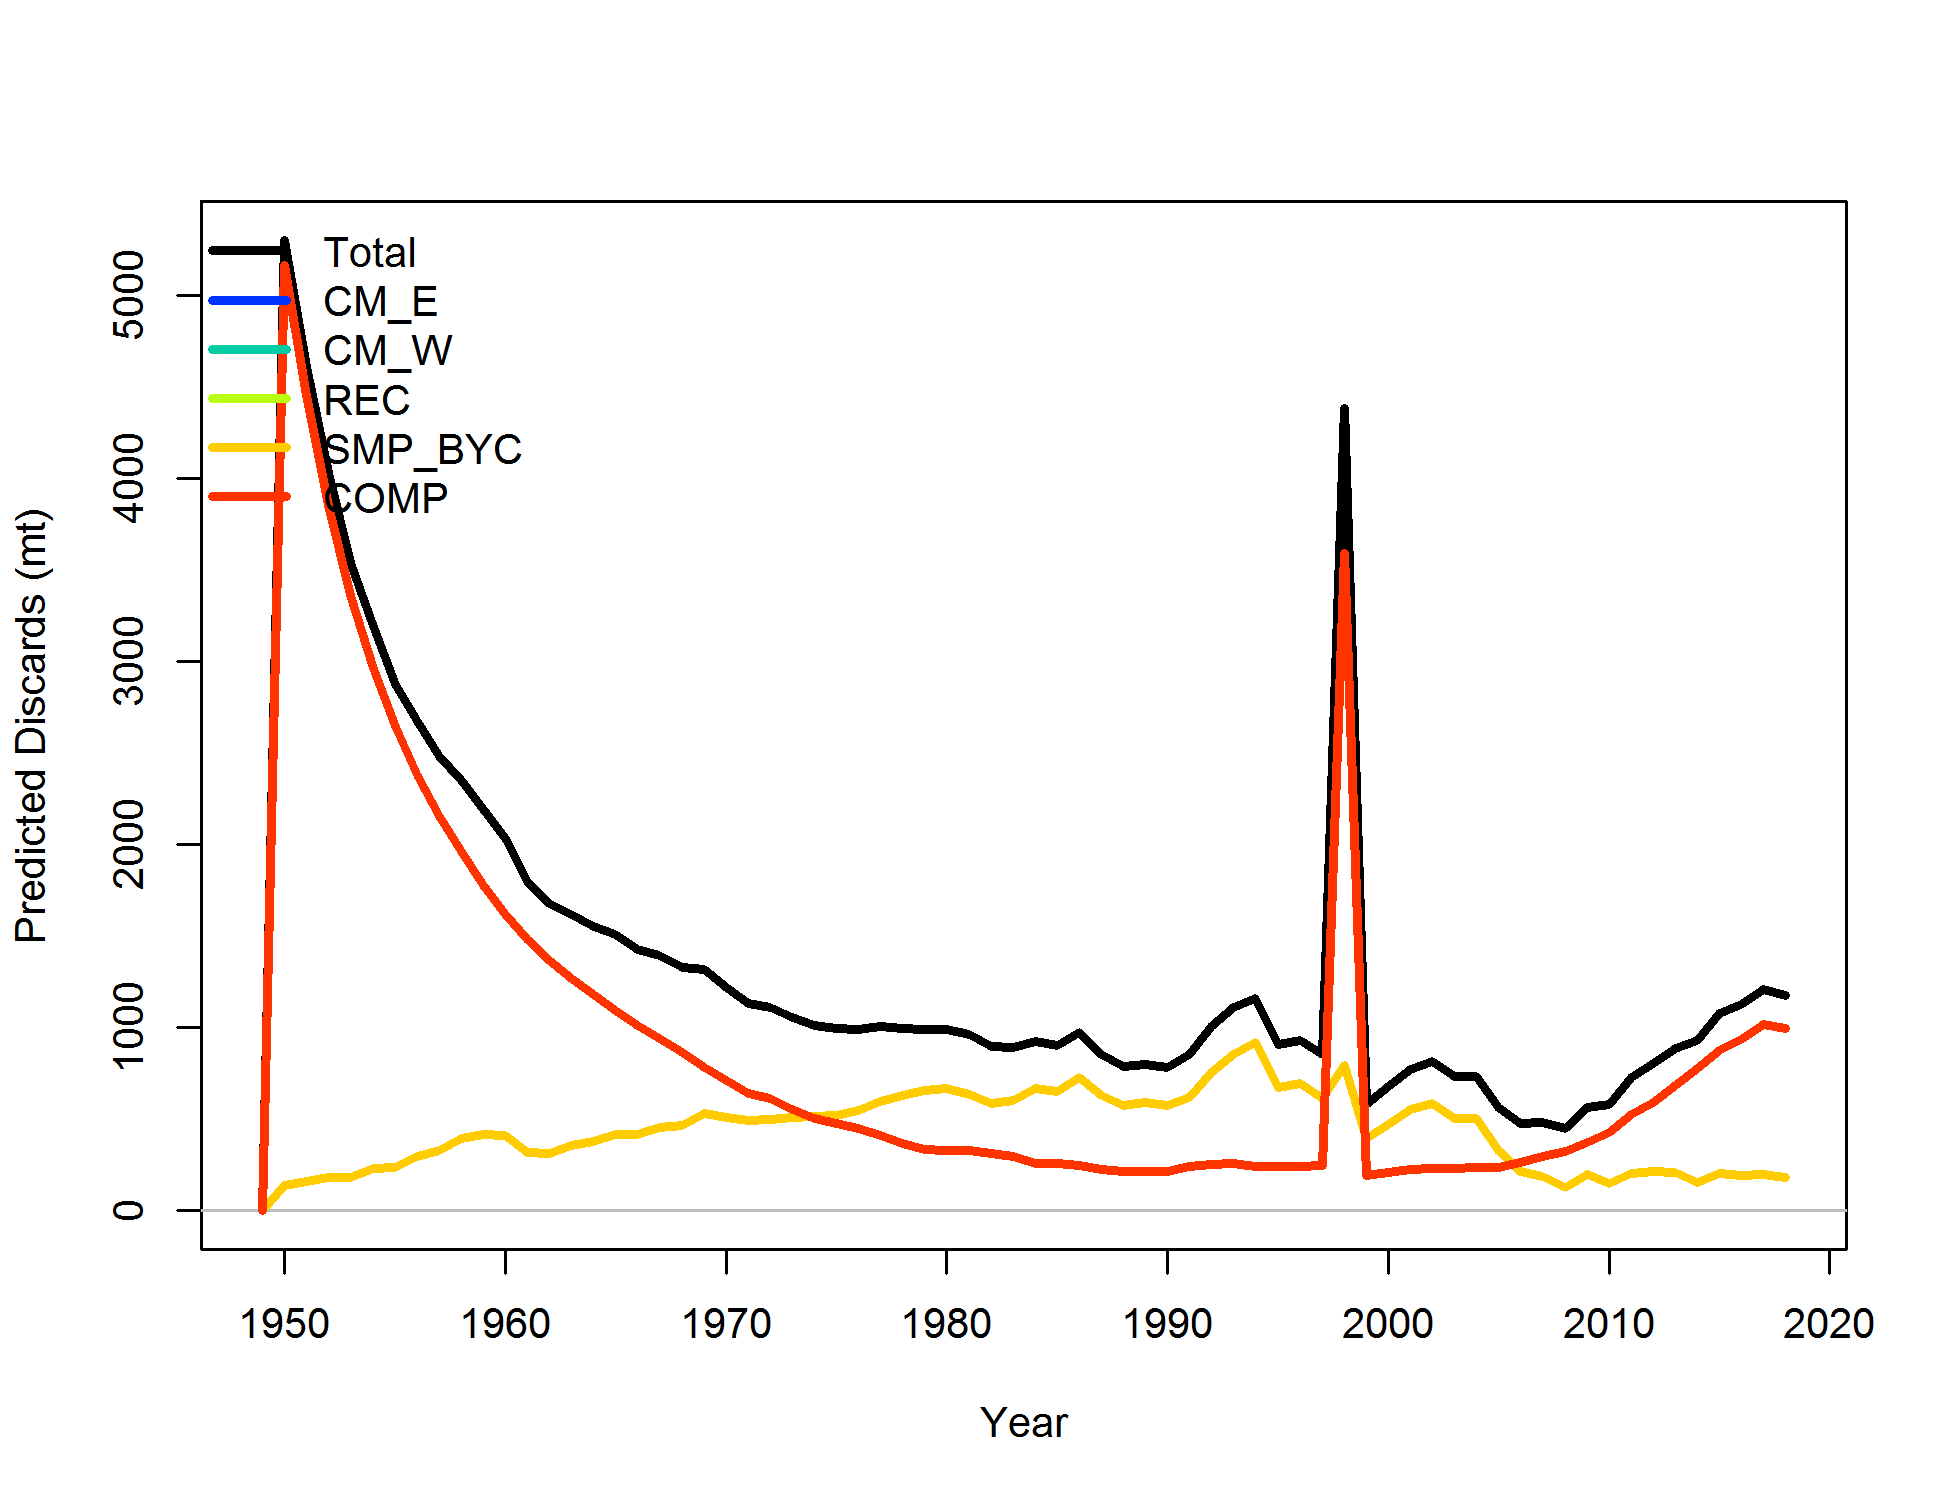 Total
CM_E
CM_W
REC
SMP_BYC
COMP
Predicted Discards (mt)
5000
4000
3000
2000
1000
0
1950 1960 1970 1980 1990 2000 2010 2020
Year